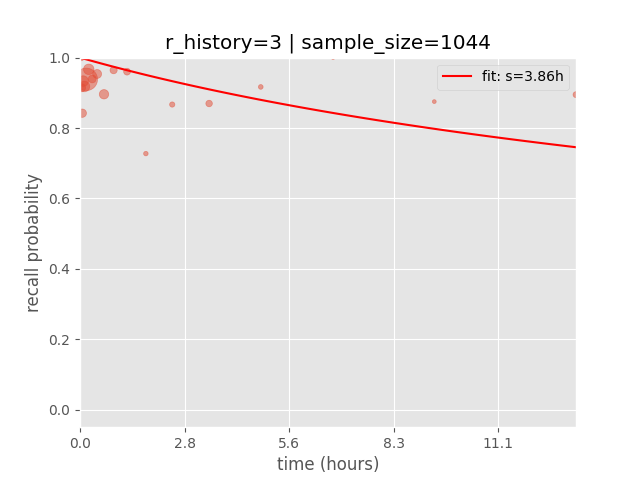 r_history=3 | sample_size=1044
fit: s=3.86h
recall probability
1.0
0.8
0.6
0.4
0.2
0.0
0.0 2.8 5.6 8.3 11.1
time (hours)